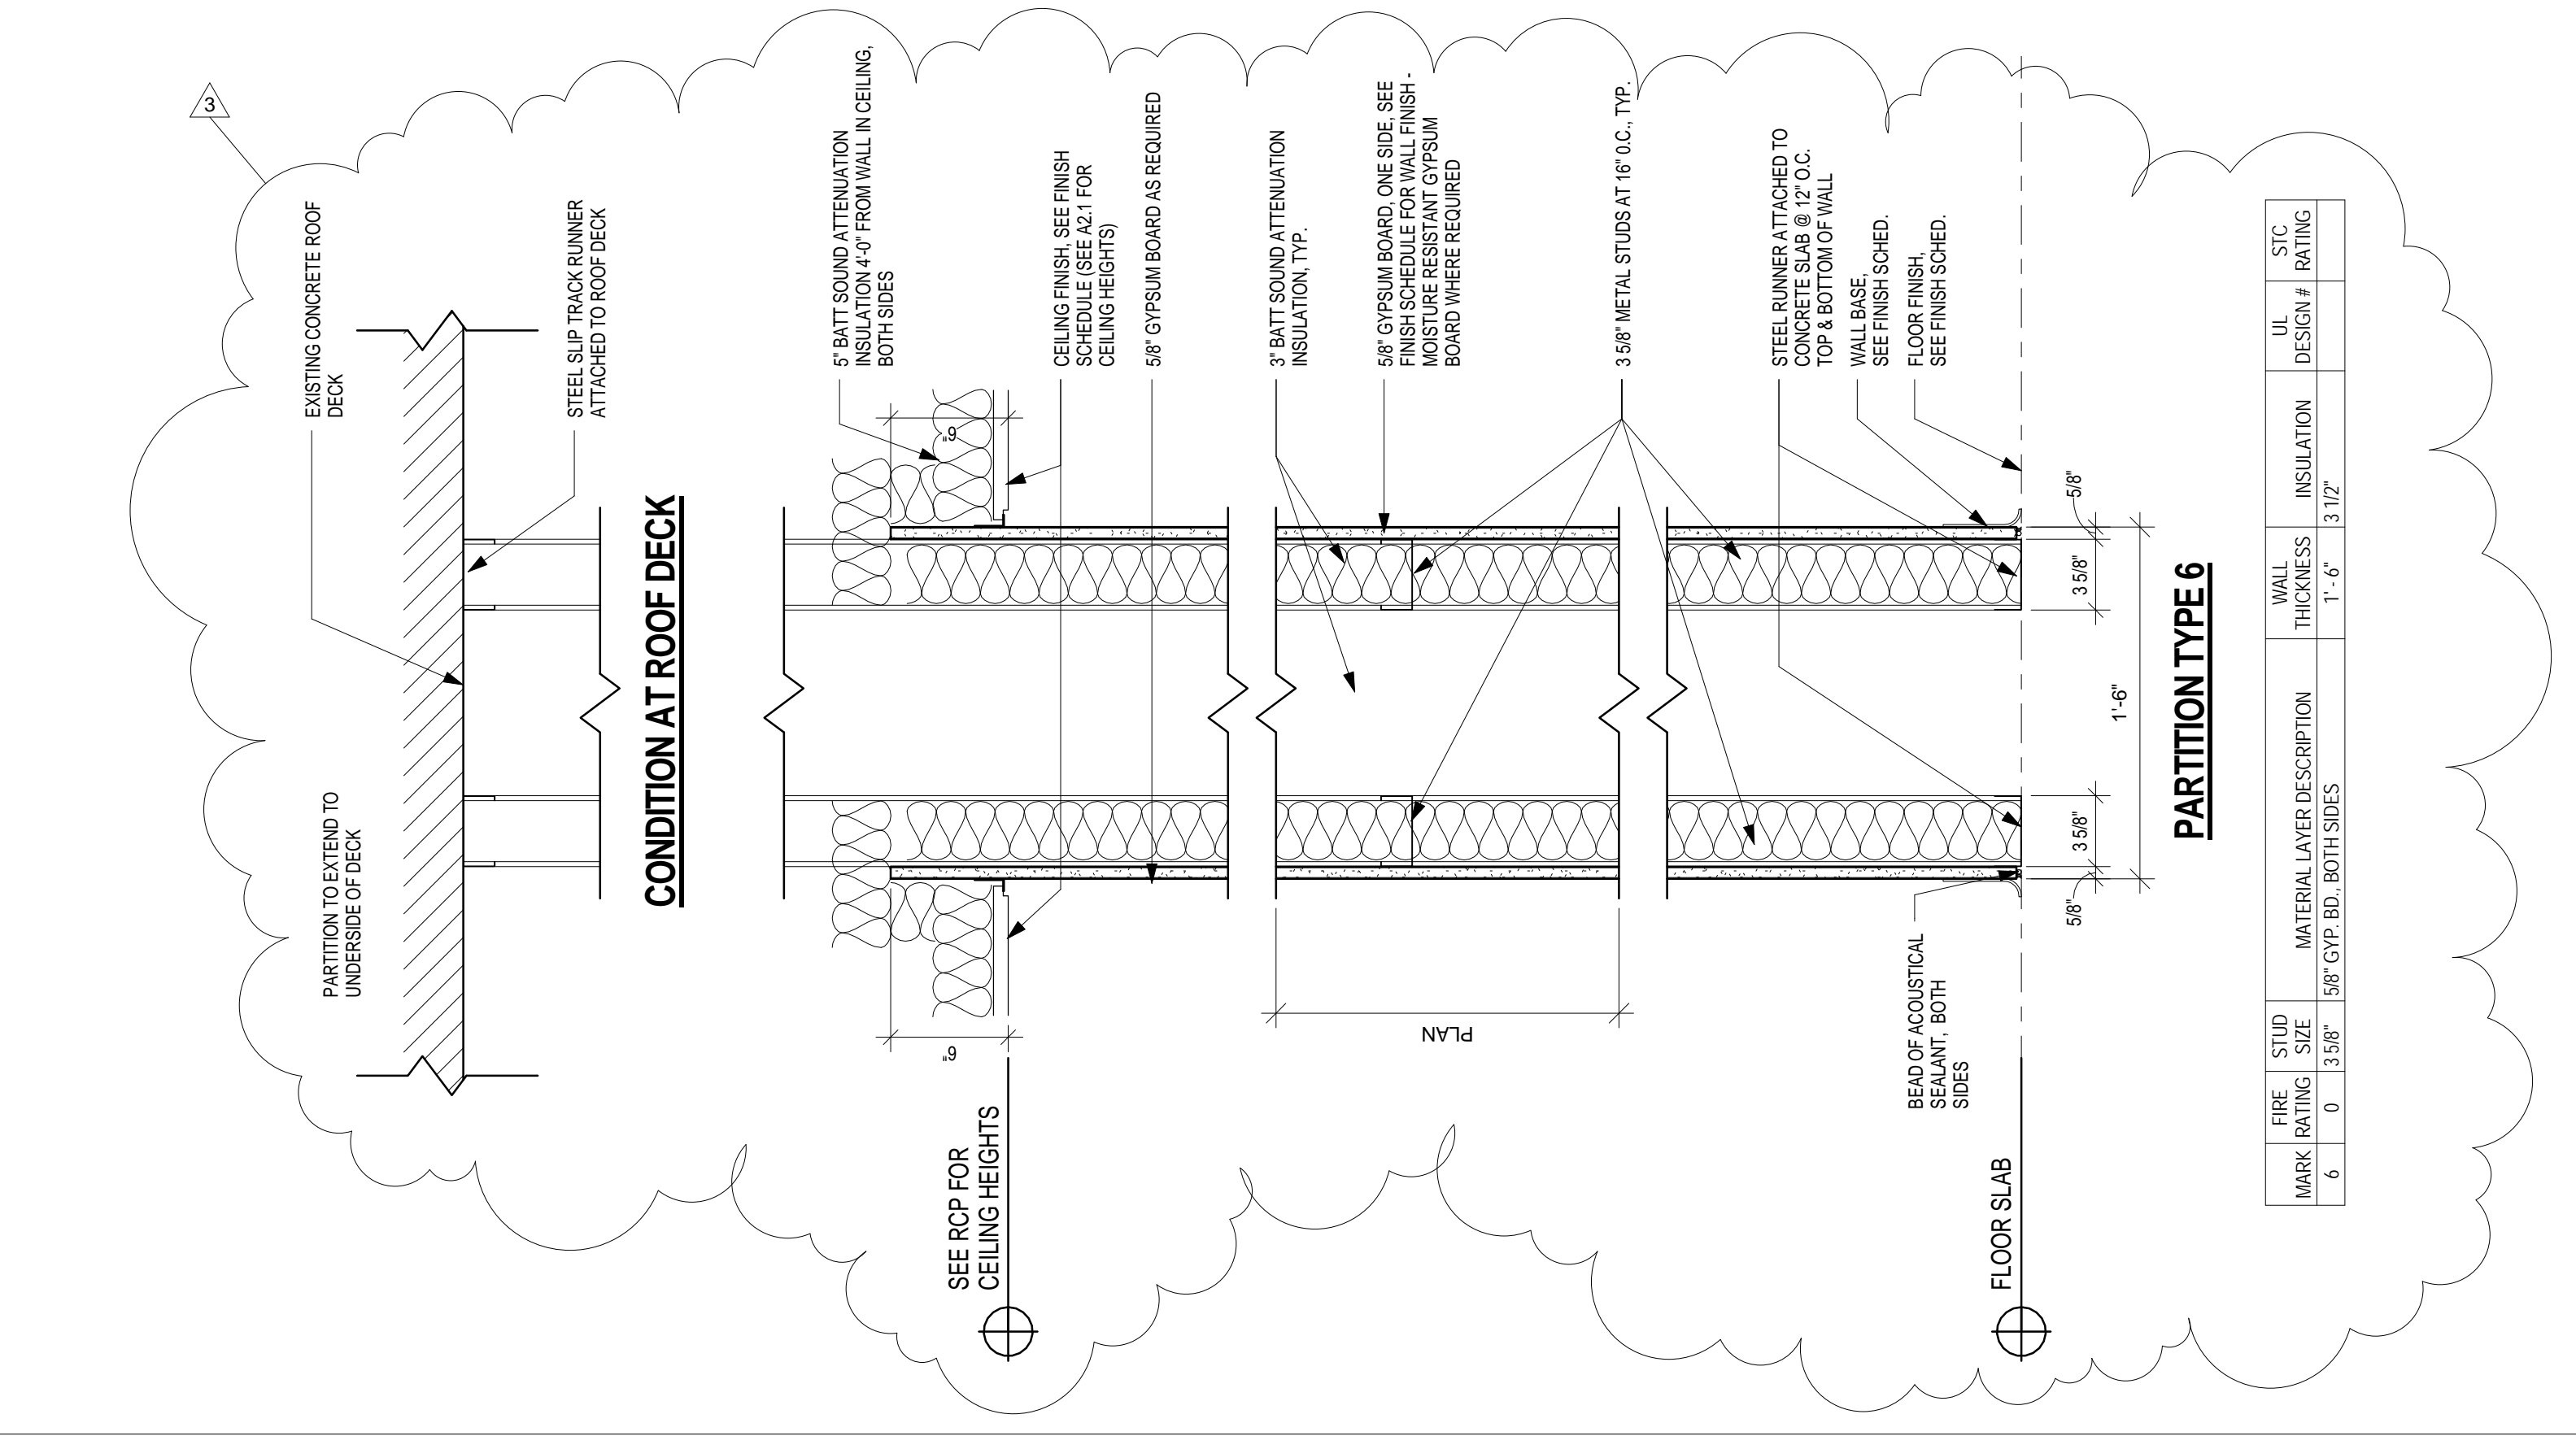 3
EXISTING CONCRETE ROOF
DECK
STEEL SLIP TRACK RUNNER
ATTACHED TO ROOF DECK
PARTITION TO EXTEND TO
UNDERSIDE OF DECK
CONDITION AT ROOF DECK
5" BATT SOUND ATTENUATION
INSULATION 4'-0" FROM WALL IN CEILING,
BOTH SIDES
6"
6"
CEILING FINISH, SEE FINISH
SCHEDULE (SEE A2.1 FOR
CEILING HEIGHTS)
SEE RCP FOR
CEILING HEIGHTS
5/8" GYPSUM BOARD AS REQUIRED
3" BATT SOUND ATTENUATION
INSULATION, TYP.
5/8" GYPSUM BOARD, ONE SIDE, SEE
FINISH SCHEDULE FOR WALL FINISH -
MOISTURE RESISTANT GYPSUM
BOARD WHERE REQUIRED
PLAN
3 5/8" METAL STUDS AT 16" O.C., TYP.
STEEL RUNNER ATTACHED TO
CONCRETE SLAB @ 12" O.C.
TOP & BOTTOM OF WALL
WALL BASE,
SEE FINISH SCHED.
FLOOR FINISH,
SEE FINISH SCHED.
BEAD OF ACOUSTICAL
SEALANT, BOTH
SIDES
FLOOR SLAB
5/8"
3 5/8"
3 5/8"
5/8"
1'-6"
PARTITION TYPE 6
MARK
FIRE
RATING
STUD
SIZE
MATERIAL LAYER DESCRIPTION
WALL
THICKNESS
INSULATION
UL
DESIGN #
STC
RATING
6
0
3 5/8"
5/8" GYP. BD., BOTH SIDES
1' - 6"
3 1/2"